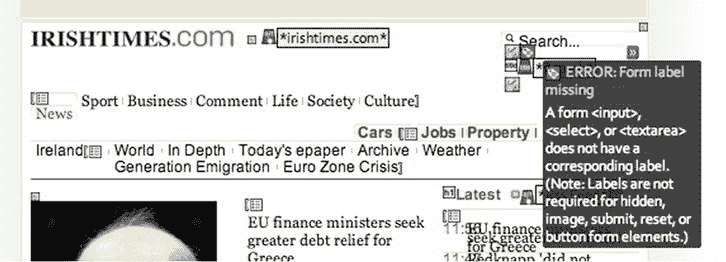 IRISHTIMES.com *irishtimes.com*
Search...
ERROR: Form label missing
A form <input>,
<select>, or <textarea>
does not have a
corresponding label.
(Note: Labels are not
required for hidden,
image, submit, reset, or
button form elements.)
News Sport Business Comment Life Society Culture]
Cars Jobs Property
Ireland World In Depth Today's epaper Archive Weather
Generation Emigration Euro Zone Crisis]
EU finance ministers seek
greater debt relief for
Greece
h1 Latest
EU finance
seek greater
for Greece
Redknapp 'did not